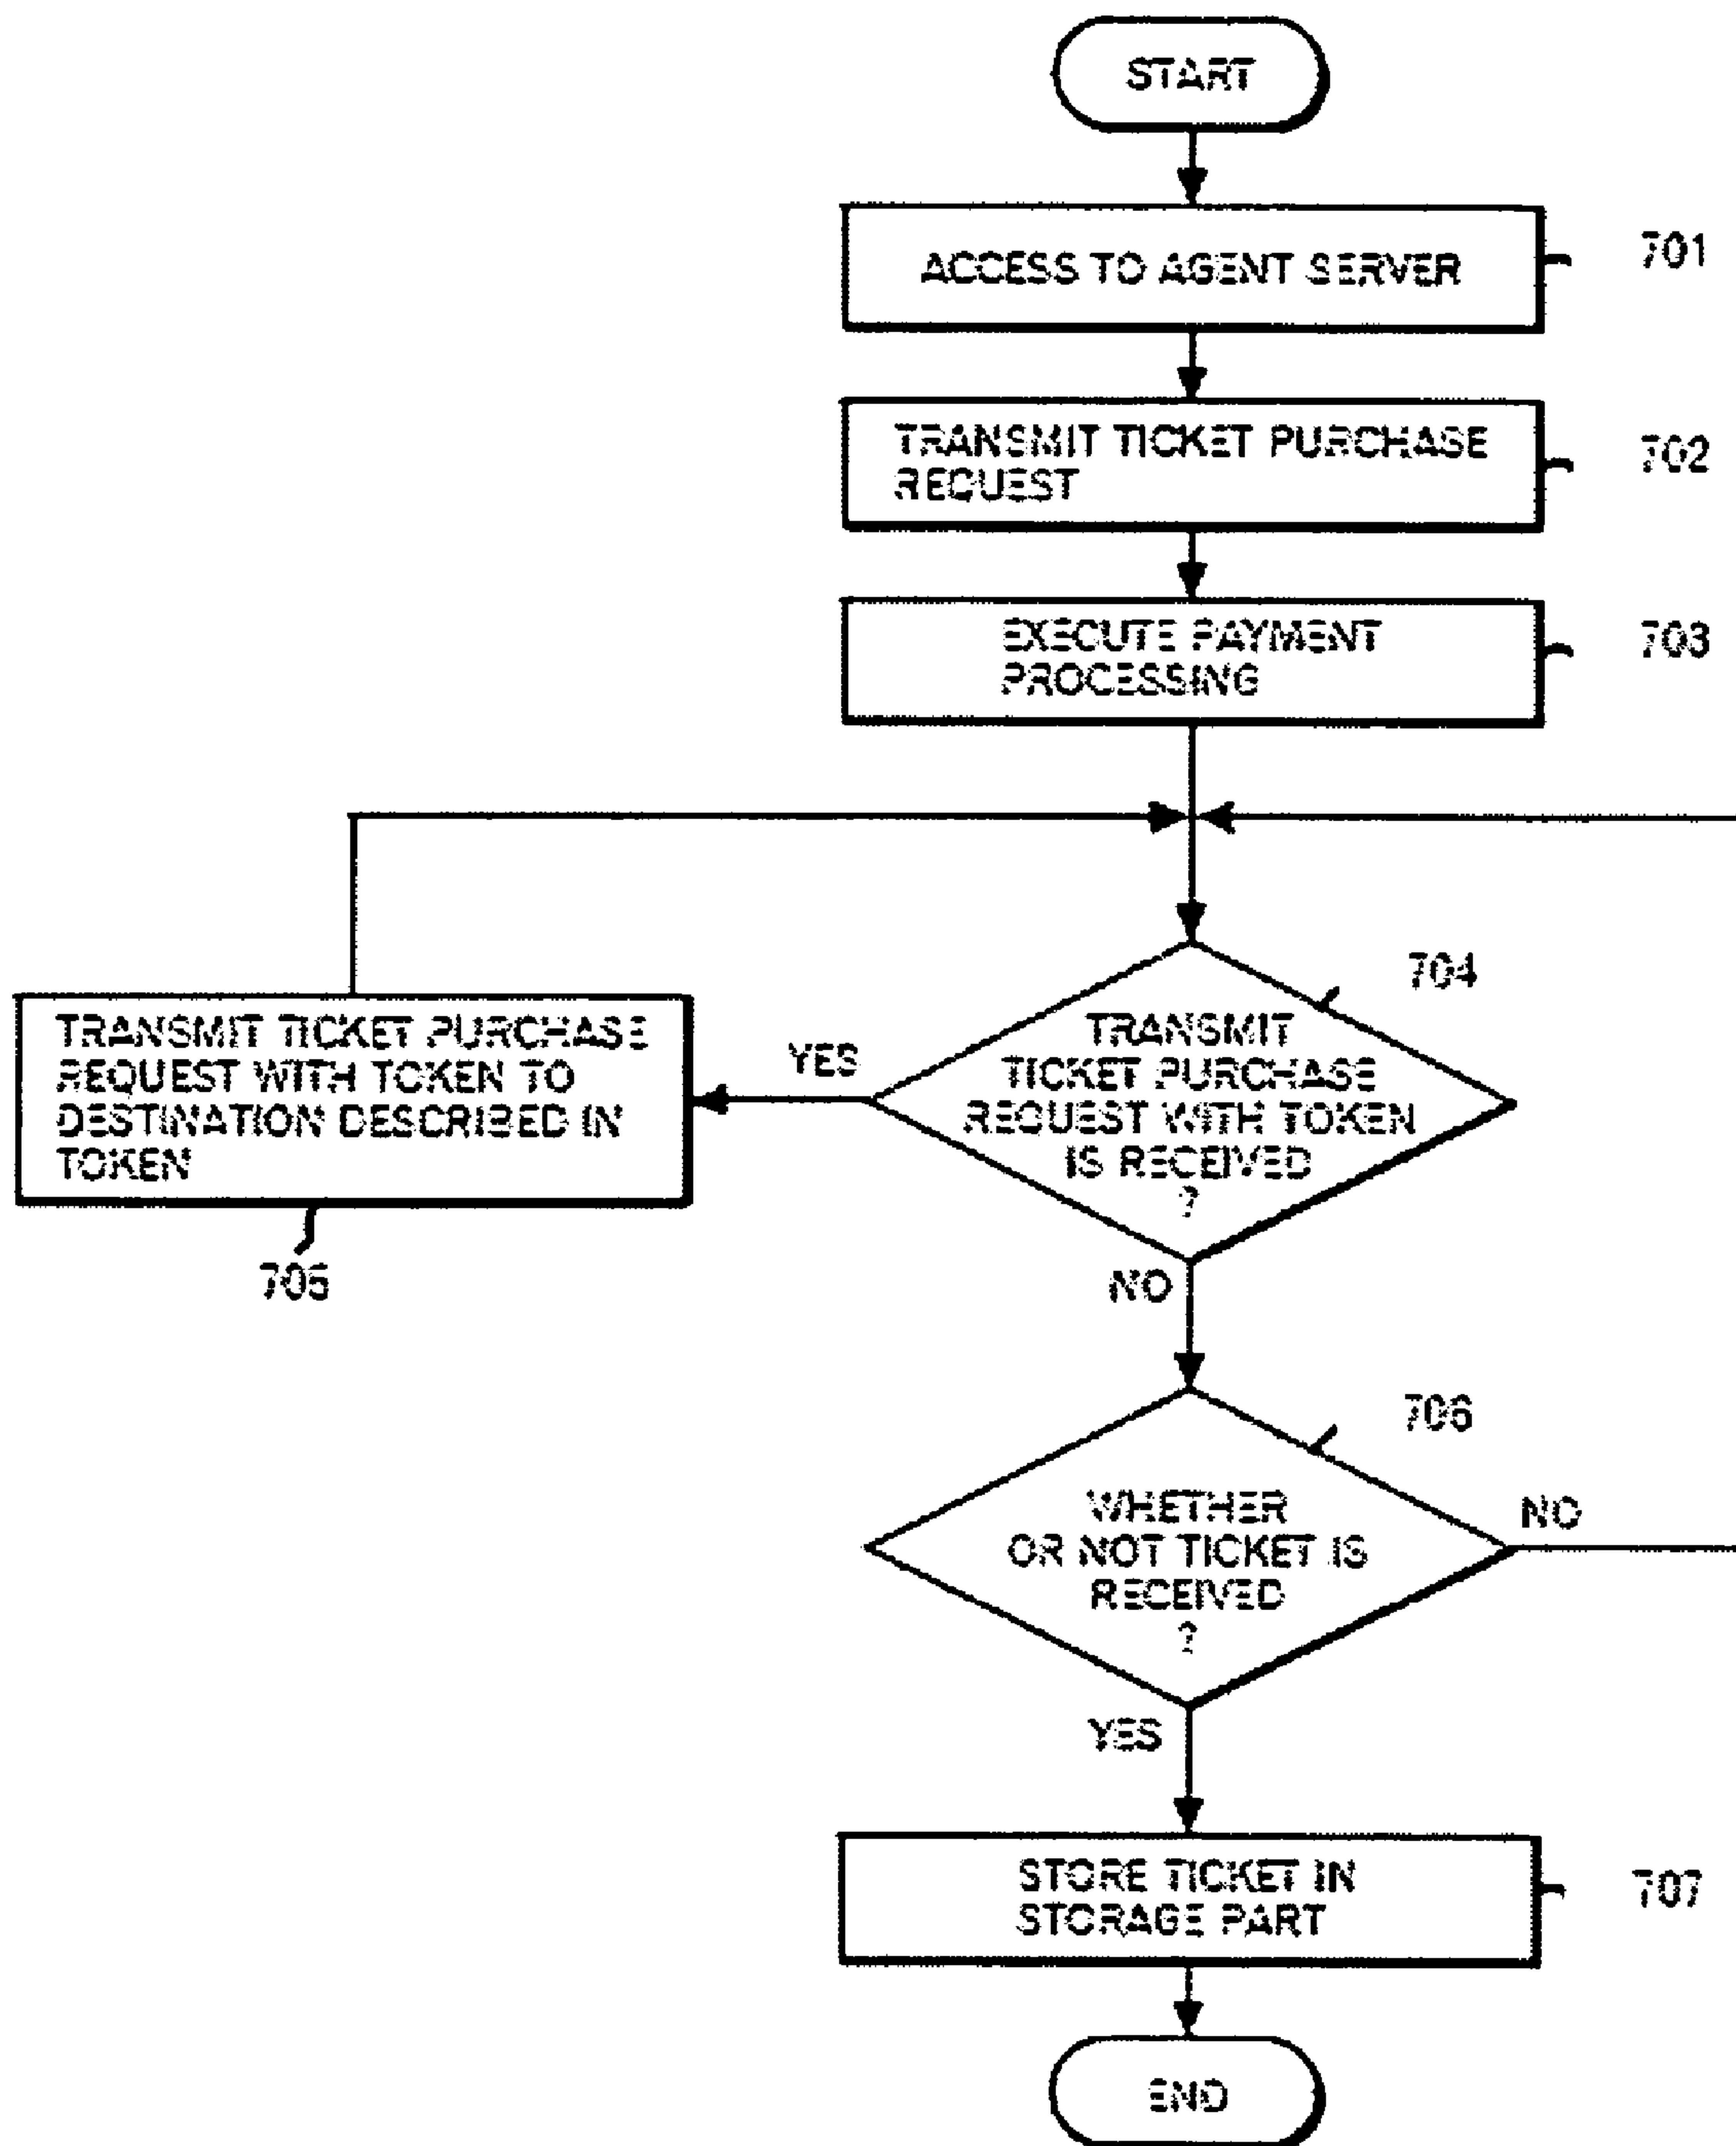 START
ACCESS TO AGENT SERVER
701
TRANSMIT TICKET PURCHASE
REQUEST
702
EXECUTE PAYMENT
PROCESSING
703
704
TRANSMIT
TICKET PURCHASE
REQUEST WITH TOKEN
IS RECEIVED
?
YES
TRANSMIT TICKET PURCHASE
REQUEST WITH TOKEN TO
DESTINATION DESCRIBED IN
TOKEN
705
NO
706
WHETHER
OR NOT TICKET IS
RECEIVED
?
NO
YES
STORE TICKET IN
STORAGE PART
707
END